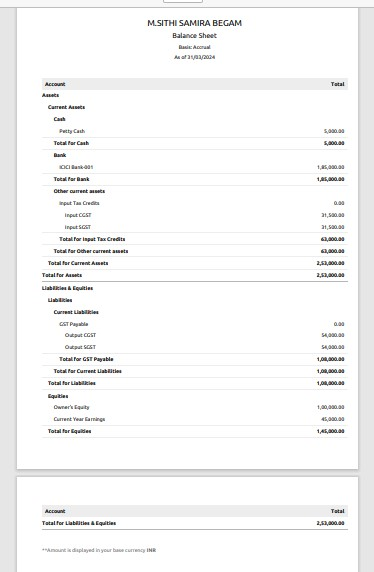 M.SITHI SAMIRA BEGAM
Balance Sheet
Basis: Accrual
As of 31/03/2024
Account Total
Assets
Current Assets
Cash
Petty Cash 5,000.00
Total for Cash 5,000.00
Bank
ICICI Bank-001 1,85,000.00
Total for Bank 1,85,000.00
Other current assets
Input Tax Credits 0.00
Input CGST 31,500.00
Input SGST 31,500.00
Total for Input Tax Credits 63,000.00
Total for Other current assets 63,000.00
Total for Current Assets 2,53,000.00
Total for Assets 2,53,000.00
Liabilities & Equities
Liabilities
Current Liabilities
GST Payable 0.00
Output CGST 54,000.00
Output SGST 54,000.00
Total for GST Payable 1,08,000.00
Total for Current Liabilities 1,08,000.00
Total for Liabilities 1,08,000.00
Equities
Owner's Equity 1,00,000.00
Current Year Earnings 45,000.00
Total for Equities 1,45,000.00
Account Total
Total for Liabilities & Equities 2,53,000.00
**Amount is displayed in your base currency INR